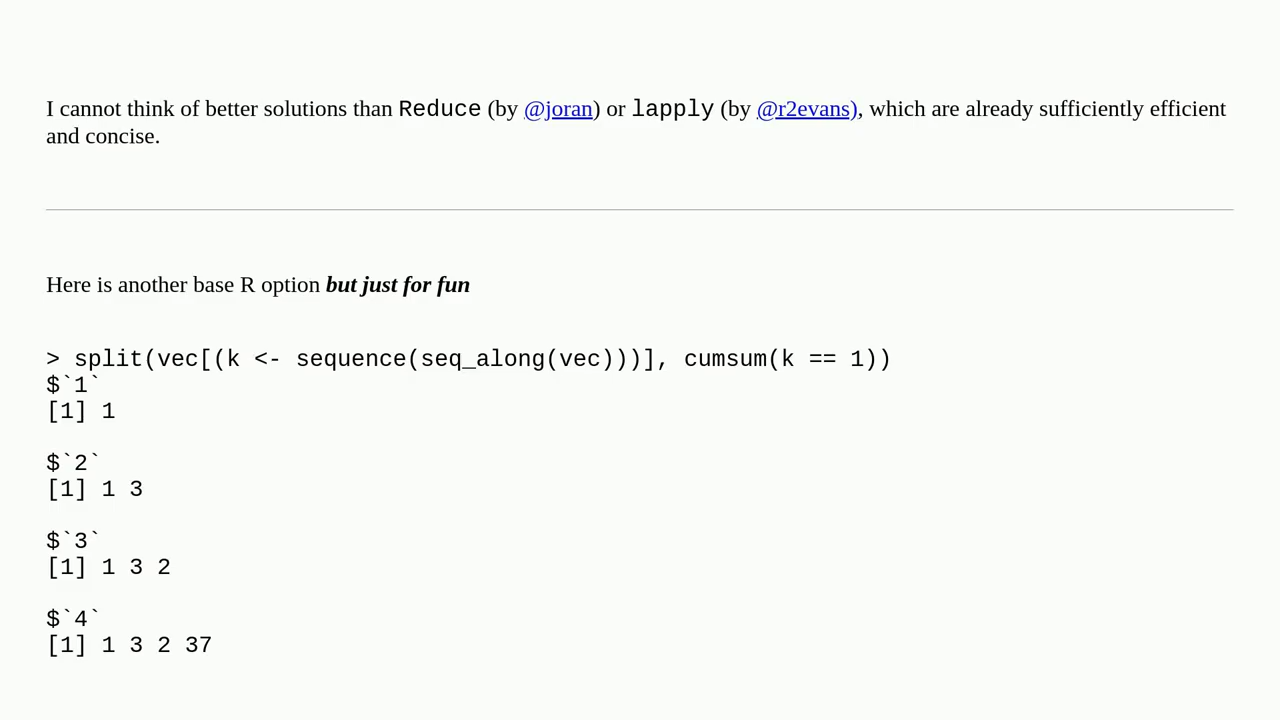 I cannot think of better solutions than Reduce (by @joran) or lapply (by @r2evans), which are already sufficiently efficient
and concise.
Here is another base R option but just for fun
> split(vec[(k <- sequence(seq_along(vec)))], cumsum(k == 1))
$`1`
[1] 1
$`2`
[1] 1 3
$`3`
[1] 1 3 2
$`4`
[1] 1 3 2 37